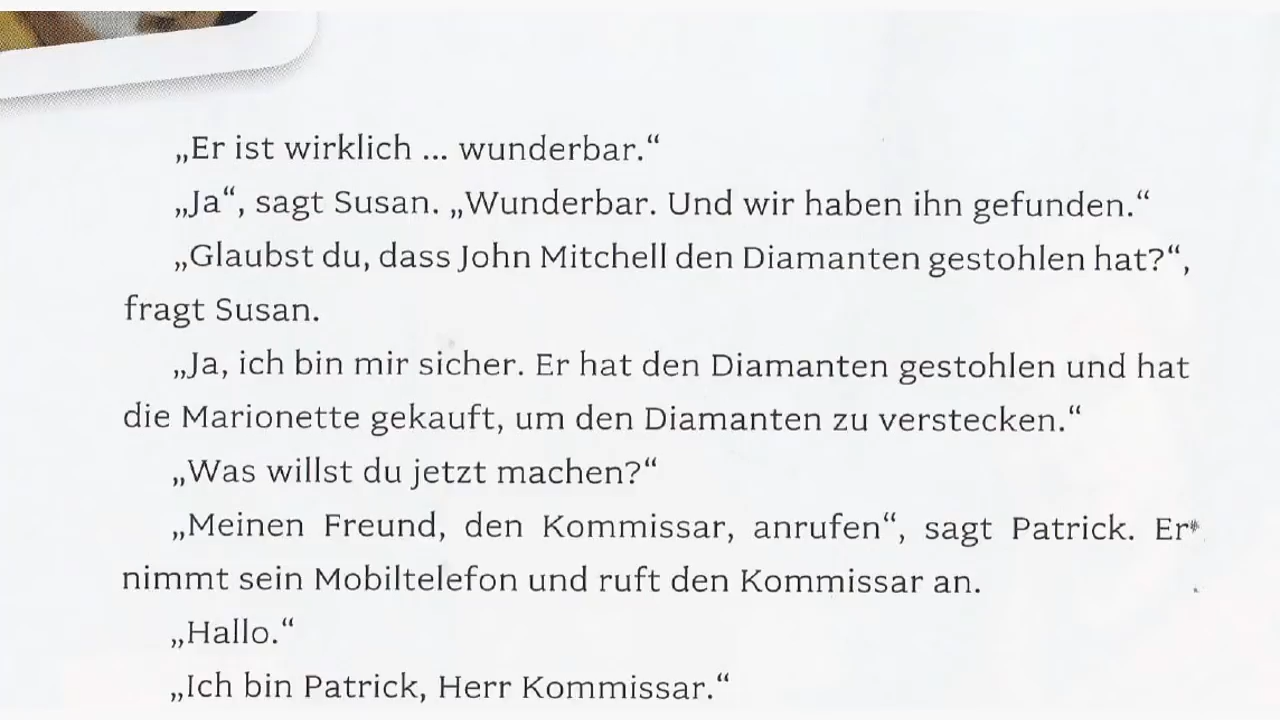 „Er ist wirklich ... wunderbar.“
„Ja“, sagt Susan. „Wunderbar. Und wir haben ihn gefunden.“
„Glaubst du, dass John Mitchell den Diamanten gestohlen hat?“,
fragt Susan.
„Ja, ich bin mir sicher. Er hat den Diamanten gestohlen und hat
die Marionette gekauft, um den Diamanten zu verstecken.“
„Was willst du jetzt machen?“
„Meinen Freund, den Kommissar, anrufen“, sagt Patrick. Er
nimmt sein Mobiltelefon und ruft den Kommissar an.
„Hallo.“
„Ich bin Patrick, Herr Kommissar.“